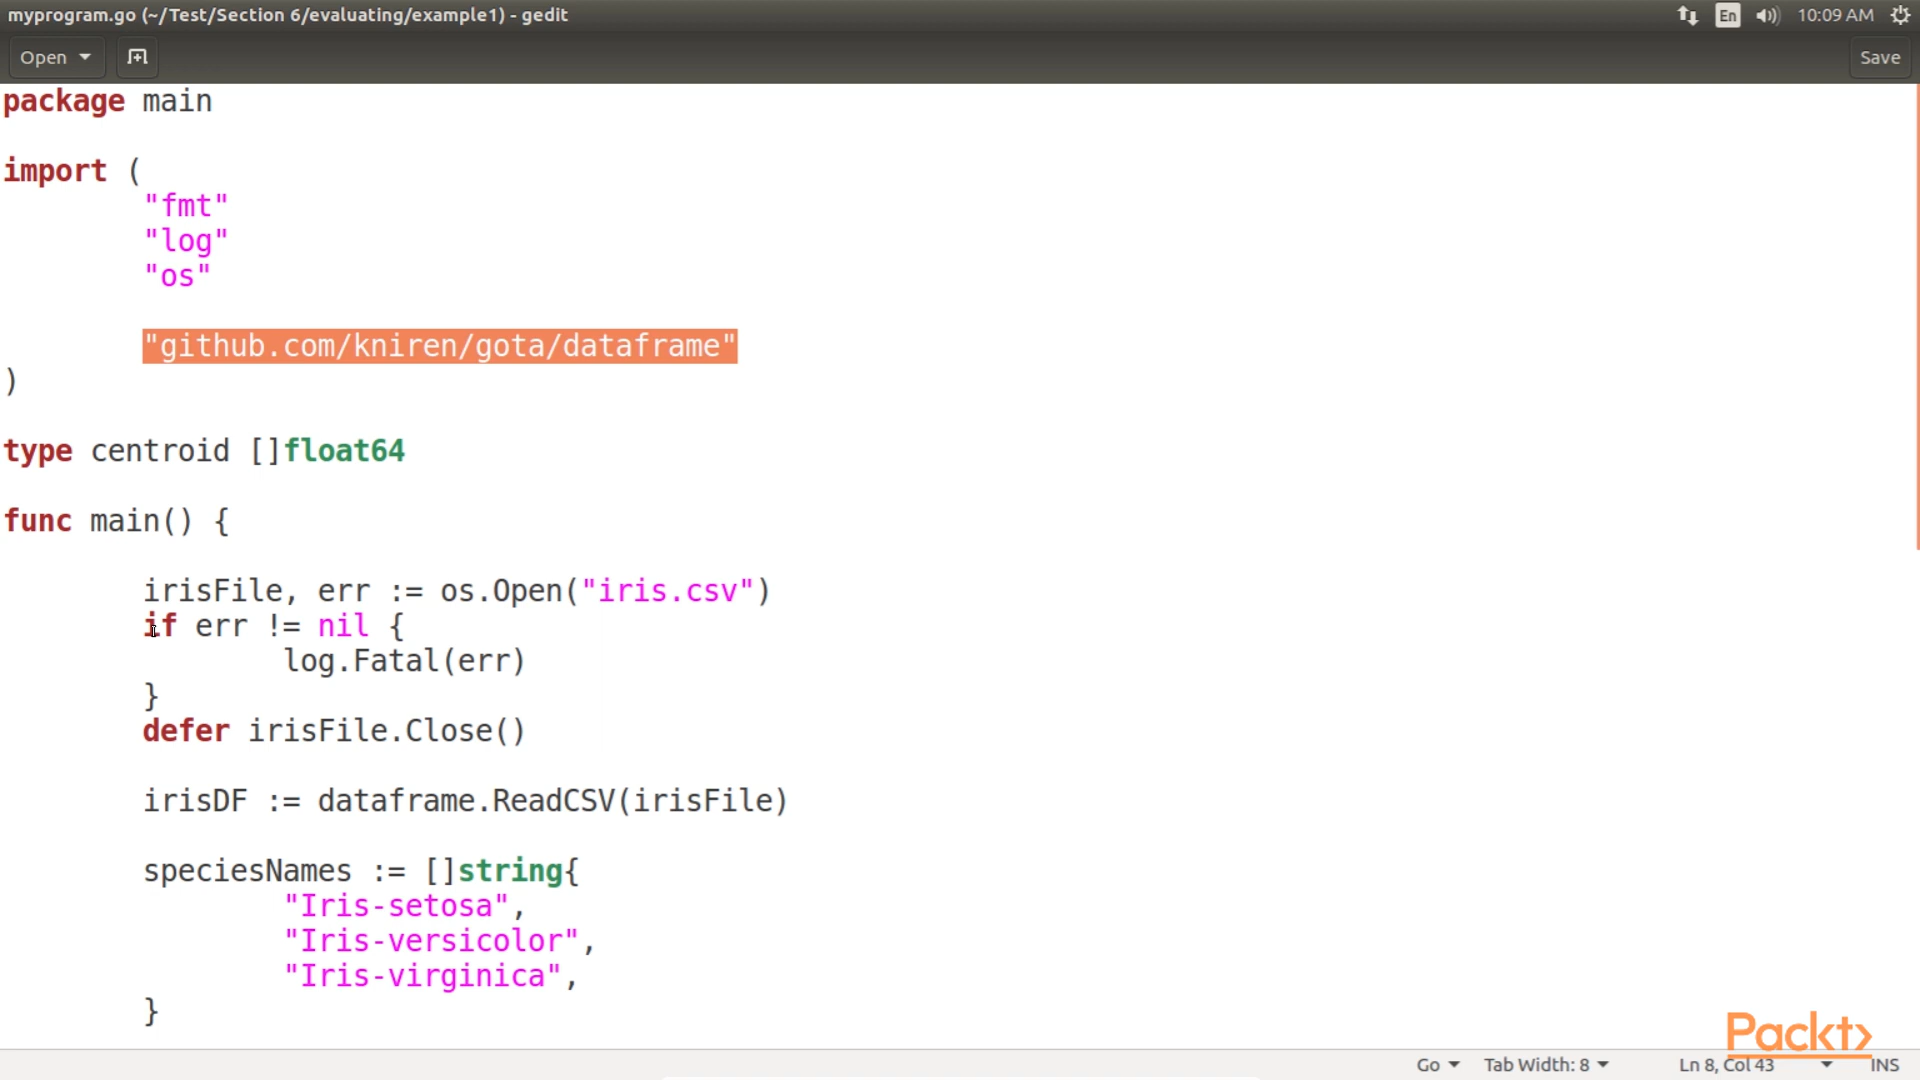 myprogram.go (~/Test/Section 6/evaluating/example1) - gedit
En 10:09 AM
Open Save
package main
import (
"fmt"
"log"
"os"
"github.com/kniren/gota/dataframe"
)
type centroid []float64
func main() {
irisFile, err := os.Open("iris.csv")
if err != nil {
log.Fatal(err)
}
defer irisFile.Close()
irisDF := dataframe.ReadCSV(irisFile)
speciesNames := []string{
"Iris-setosa",
"Iris-versicolor",
"Iris-virginica",
}
Packt>
Go Tab Width: 8 Ln 8, Col 43 INS